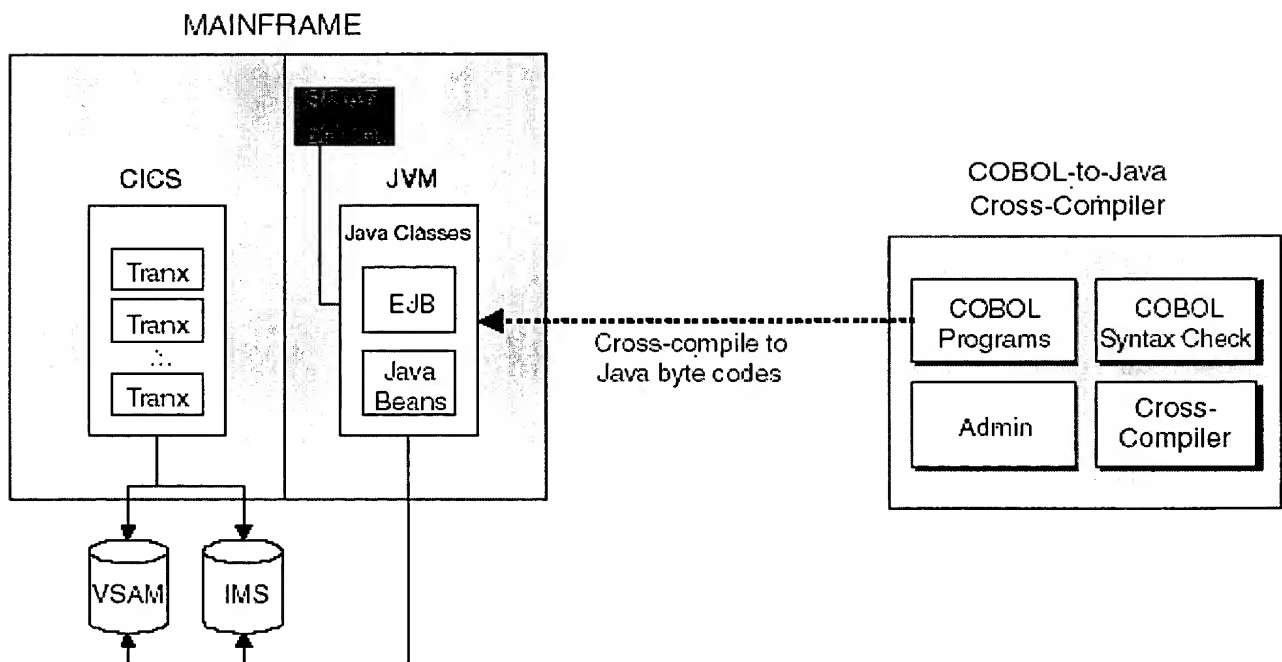 MAINFRAME
CICS
Tranx
Tranx
Tranx
JVM
Java Classes
EJB
Java
Beans
VSAM
IMS
Cross-compile to
Java byte codes
COBOL-to-Java
Cross-Compiler
COBOL
Programs
COBOL
Syntax Check
Admin
Cross-
Compiler